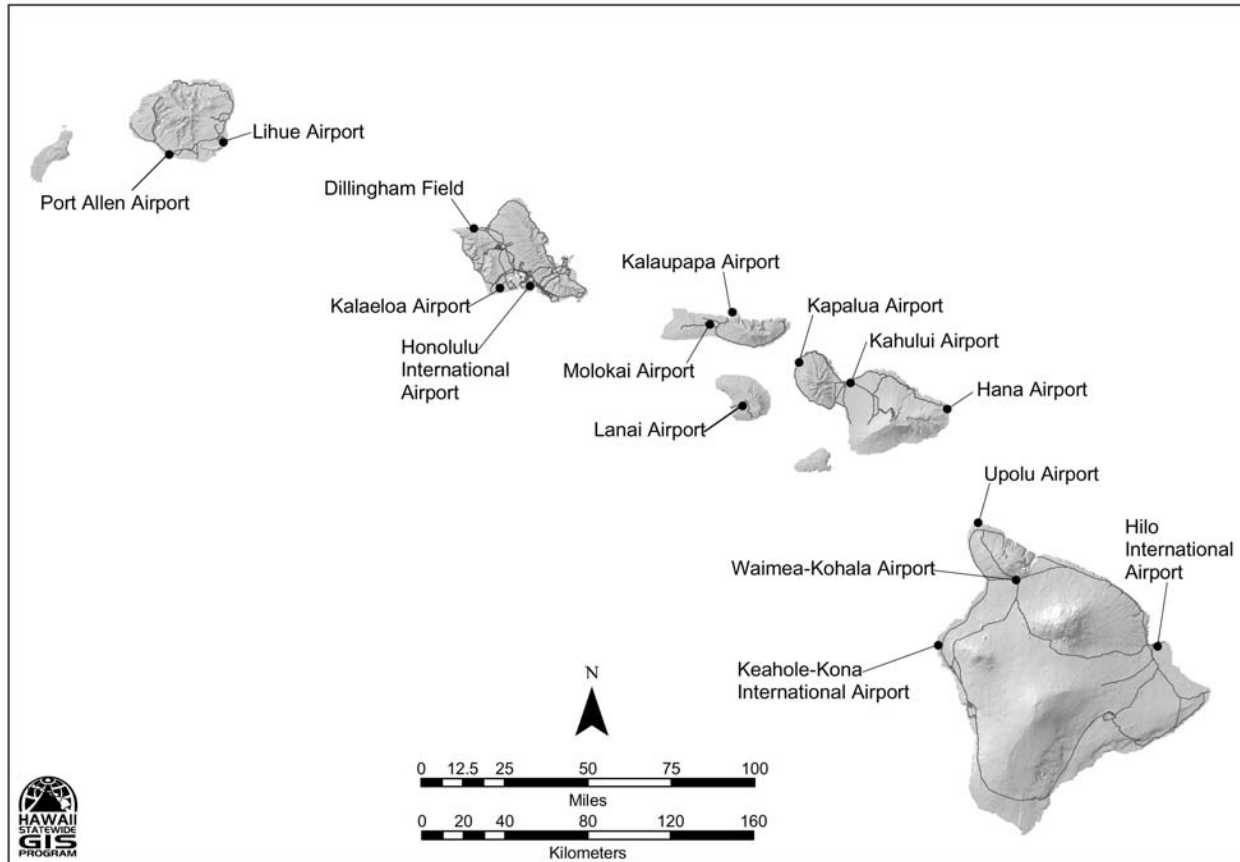 Lihue Airport
Port Allen Airport
Dillingham Field
Kalaeloa Airport
Honolulu
International
Airport
Kalaupapa Airport
Molokai Airport
Lanai Airport
Kapalua Airport
Kahului Airport
Hana Airport
Upolu Airport
Waimea-Kohala Airport
Hilo
International
Airport
Keahole-Kona
International Airport
N
0 12.5 25 50 75 100
Miles
0 20 40 80 120 160
Kilometers
HAWAII
STATEWIDE
GIS
PROGRAM